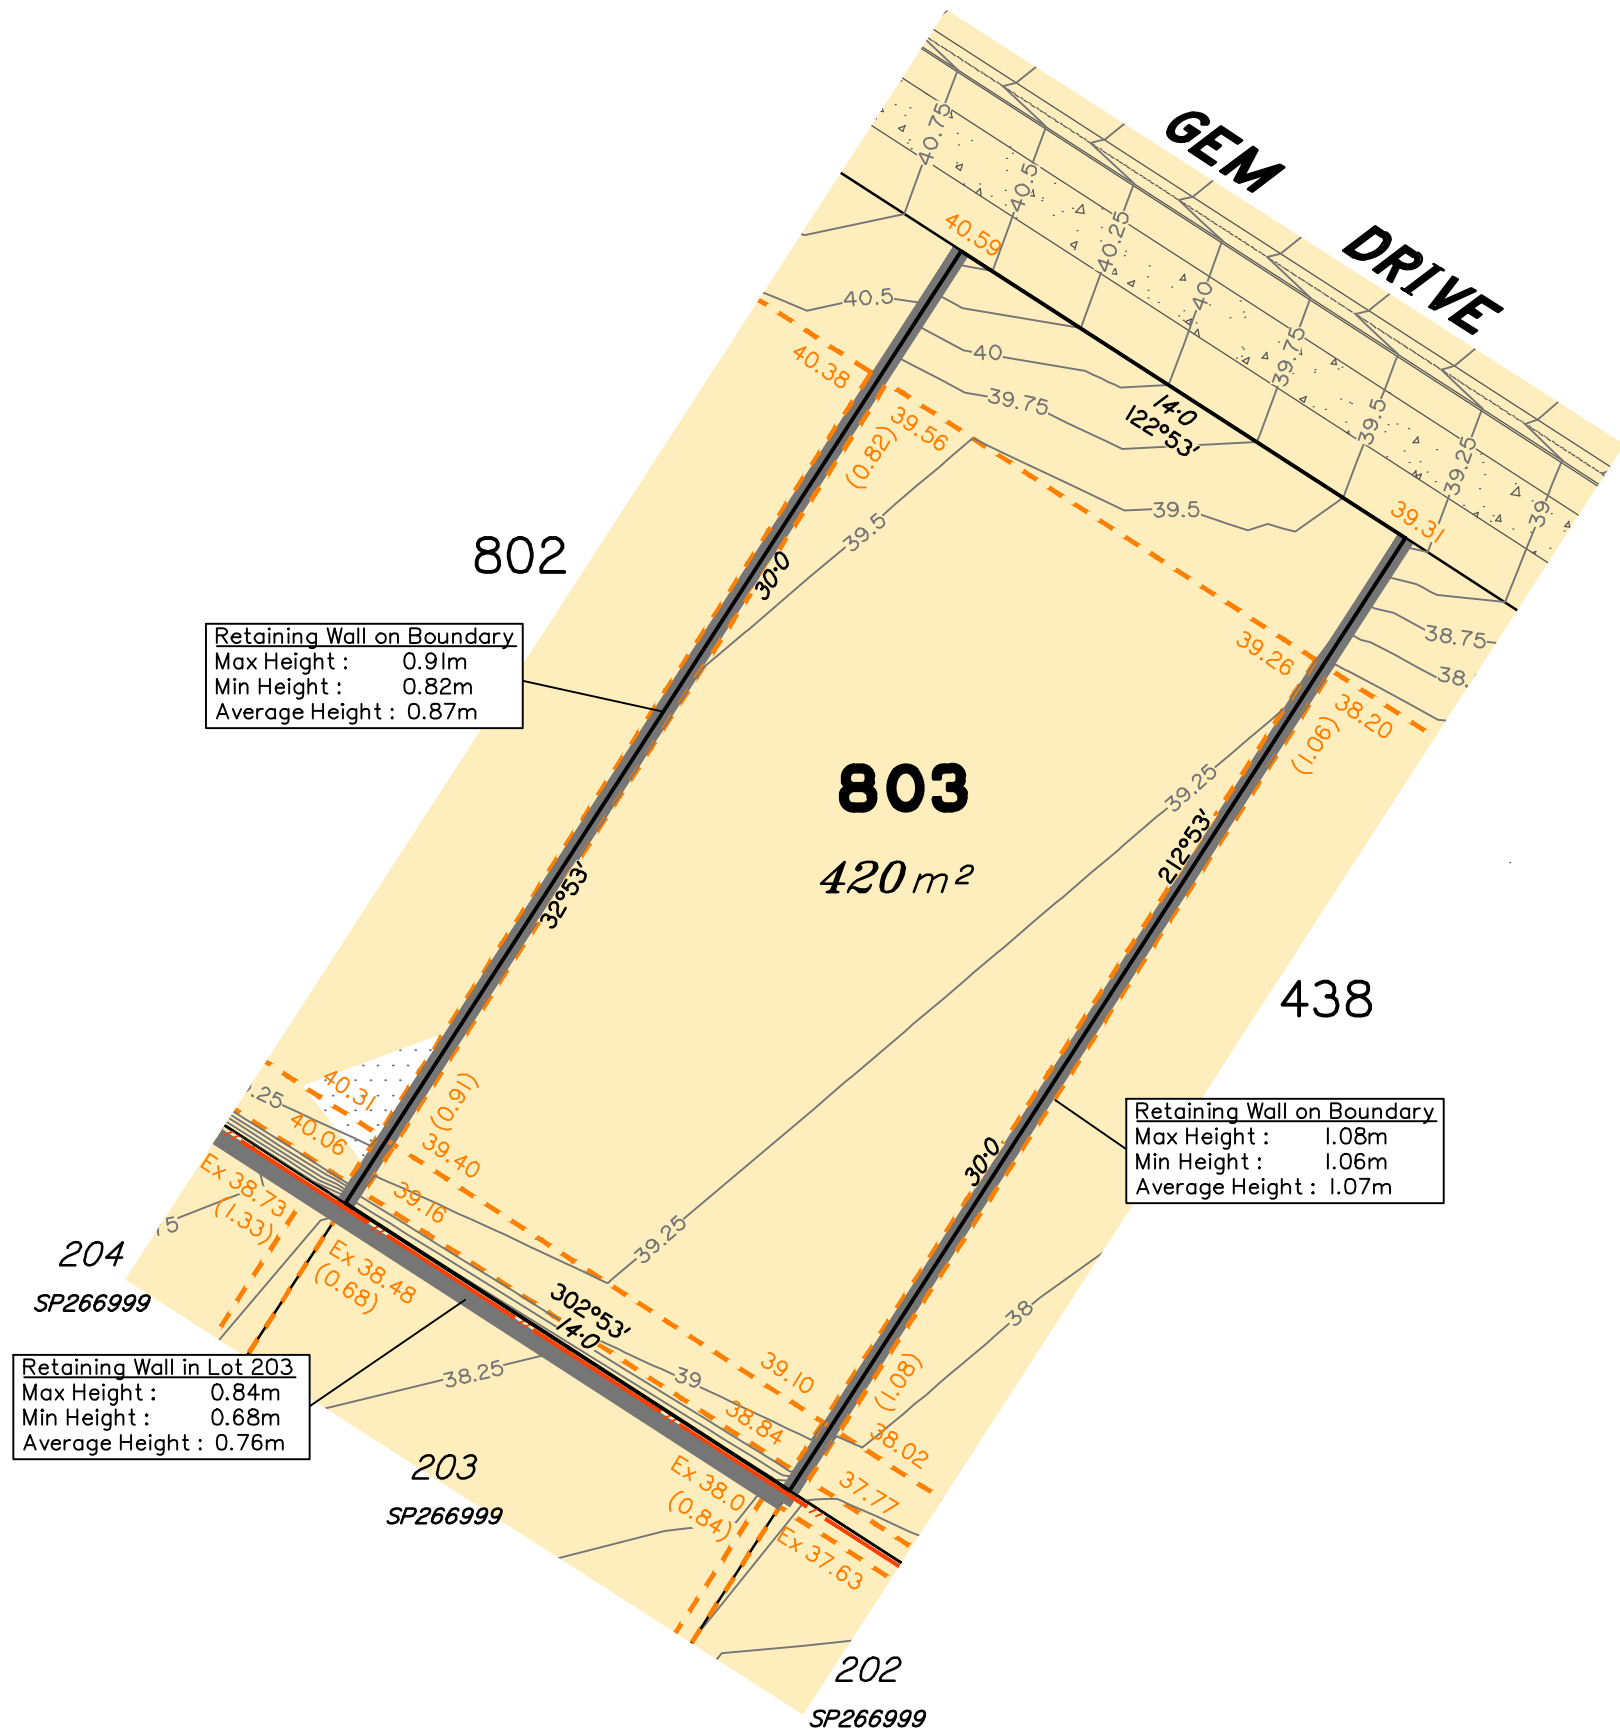 GEM DRIVE
40.75
40.5
40.25
40
39.75
39.5
39.25
39
40.59
40.5
40
39.75
39.5
14·0
122°53'
39.31
40.38
39.56
(0.82)
39.5
30·0
802
38.75
38.
39.26
38.20
(1.06)
Retaining Wall on Boundary
Max Height : 0.91m
Min Height : 0.82m
Average Height : 0.87m
803
420 m²
39.25
212°53'
32°53'
438
40.31
(0.91)
.25
40.06
39.40
39.16
30·0
Retaining Wall on Boundary
Max Height : 1.08m
Min Height : 1.06m
Average Height : 1.07m
Ex 38.73
(1.33)
5
204
SP266999
Ex 38.48
(0.68)
39.25
302°53'
14·0
38
Retaining Wall in Lot 203
Max Height : 0.84m
Min Height : 0.68m
Average Height : 0.76m
38.25
39
39.10
(1.08)
38.84
38.02
203
SP266999
Ex 38.0
(0.84)
37.77
Ex 37.63
202
SP266999